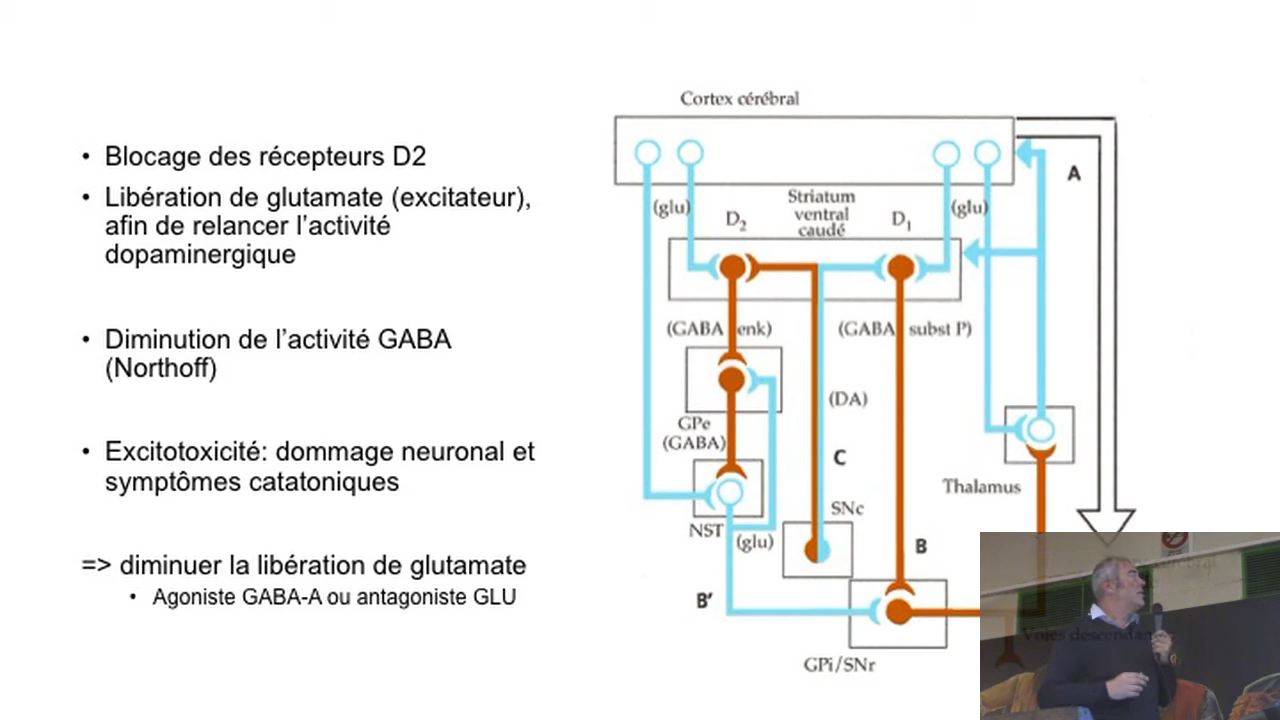 • Blocage des récepteurs D2
• Libération de glutamate (excitateur),
afin de relancer l'activité
dopaminergique
• Diminution de l'activité GABA
(Northoff)
• Excitotoxicité: dommage neuronal et
symptômes catatoniques
=> diminuer la libération de glutamate
• Agoniste GABA-A ou antagoniste GLU
Cortex cérébral
A
(glu)
D2
Striatum
ventral
caudé
D1
(glu)
(GABA enk)
(GABA subst P)
(DA)
GPe
(GABA)
C
Thalamus
SNc
NST
(glu)
B
B'
GPi/SNr
Voies descendantes